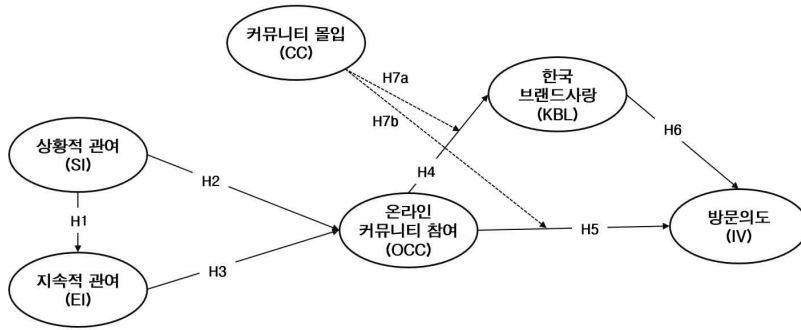 커뮤니티 몰입
(CC)
H7a
H7b
한국
브랜드사랑
(KBL)
H6
상황적 관여
(SI)
H2
H4
H1
온라인
커뮤니티 참여
(OCC)
H5
방문의도
(IV)
H3
지속적 관여
(EI)